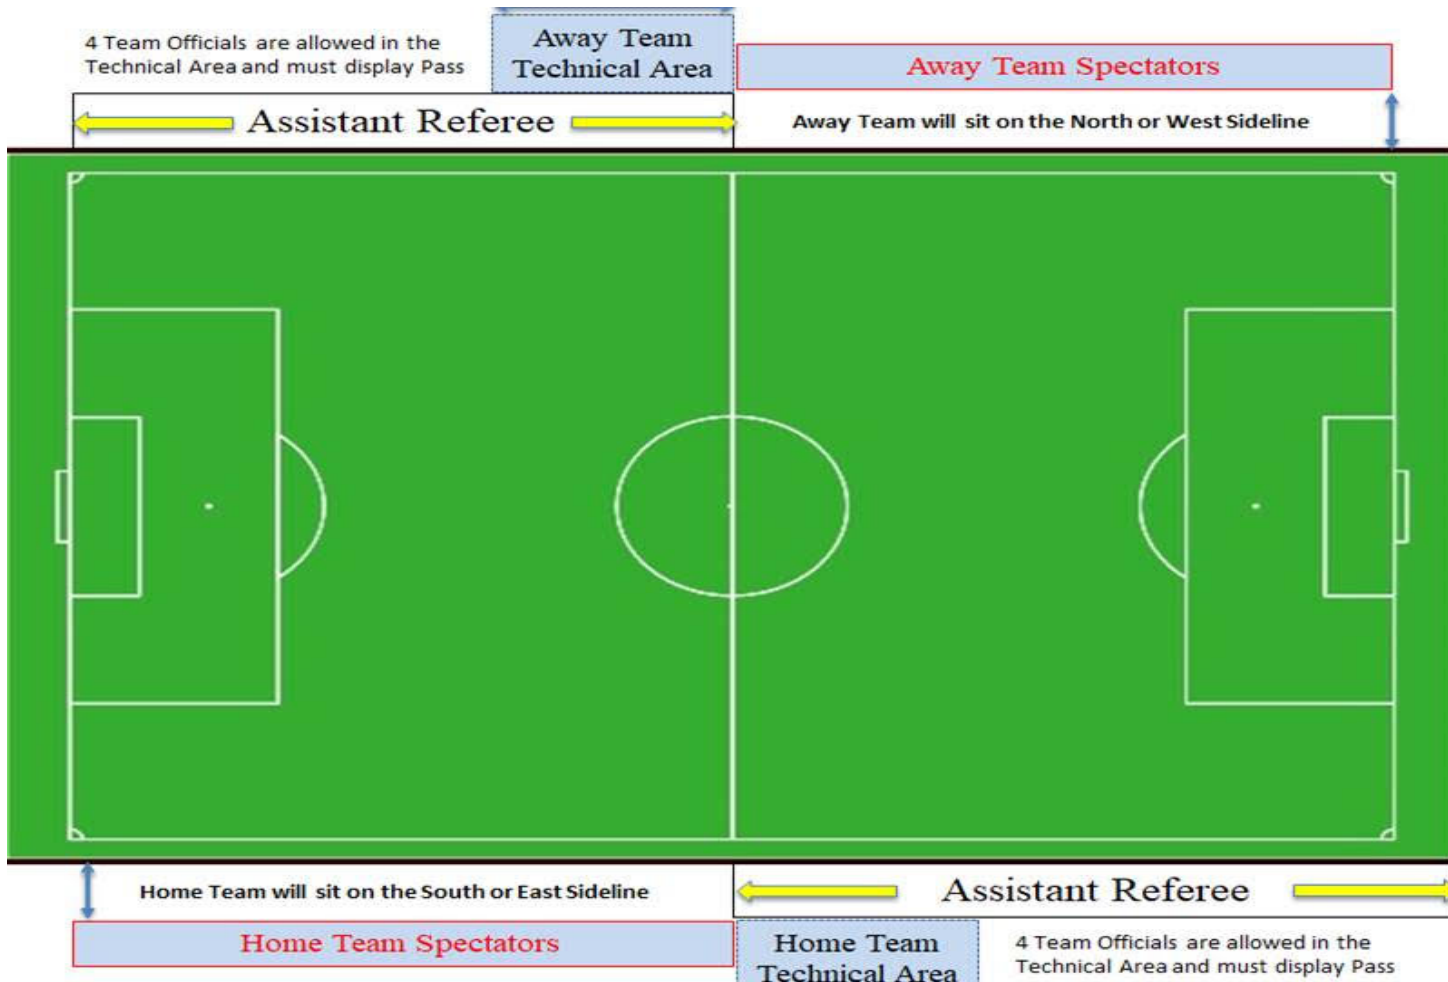 4 Team Officials are allowed in the
Technical Area and must display Pass
Away Team
Technical Area
Away Team Spectators
Assistant Referee
Away Team will sit on the North or West Sideline
Home Team will sit on the South or East Sideline
Assistant Referee
Home Team Spectators
Home Team
Technical Area
4 Team Officials are allowed in the
Technical Area and must display Pass